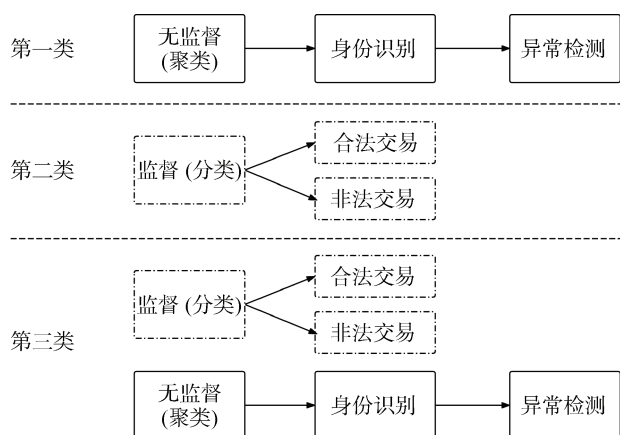 第一类
无监督
(聚类)
身份识别
异常检测
第二类
监督 (分类)
合法交易
非法交易
第三类
监督 (分类)
合法交易
非法交易
无监督
(聚类)
身份识别
异常检测